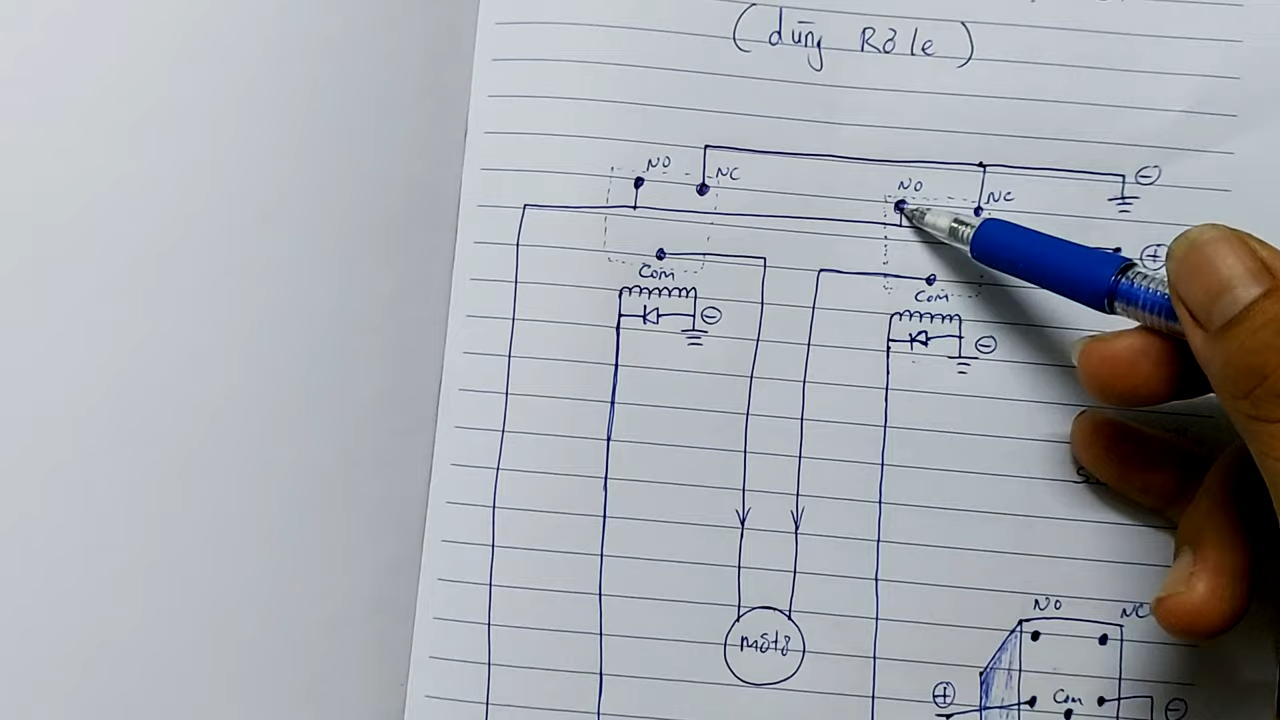 (dùng Rơle)
NO NC ⊖
NO NC
⊕
Com
Com
⊖
⊖
môtơ
NO NC
⊕ Com ⊖